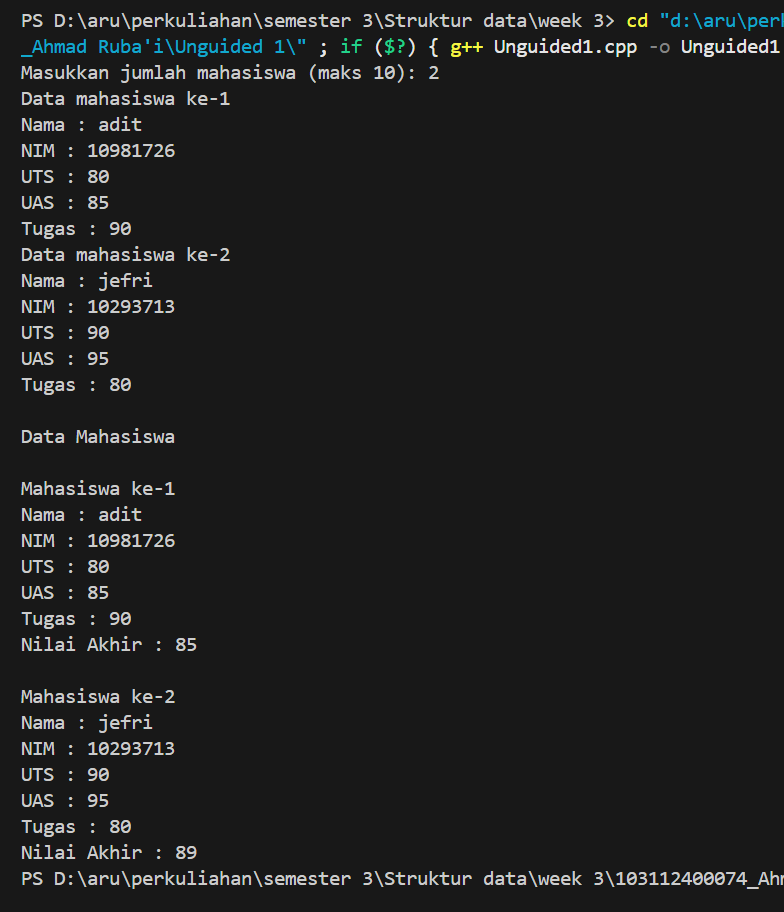 PS D:\aru\perkuliahan\semester 3\Struktur data\week 3> cd "d:\aru\perk
_Ahmad Ruba'i\Unguided 1\" ; if ($?) { g++ Unguided1.cpp -o Unguided1
Masukkan jumlah mahasiswa (maks 10): 2
Data mahasiswa ke-1
Nama : adit
NIM : 10981726
UTS : 80
UAS : 85
Tugas : 90
Data mahasiswa ke-2
Nama : jefri
NIM : 10293713
UTS : 90
UAS : 95
Tugas : 80
Data Mahasiswa
Mahasiswa ke-1
Nama : adit
NIM : 10981726
UTS : 80
UAS : 85
Tugas : 90
Nilai Akhir : 85
Mahasiswa ke-2
Nama : jefri
NIM : 10293713
UTS : 90
UAS : 95
Tugas : 80
Nilai Akhir : 89
PS D:\aru\perkuliahan\semester 3\Struktur data\week 3\103112400074_Ahm